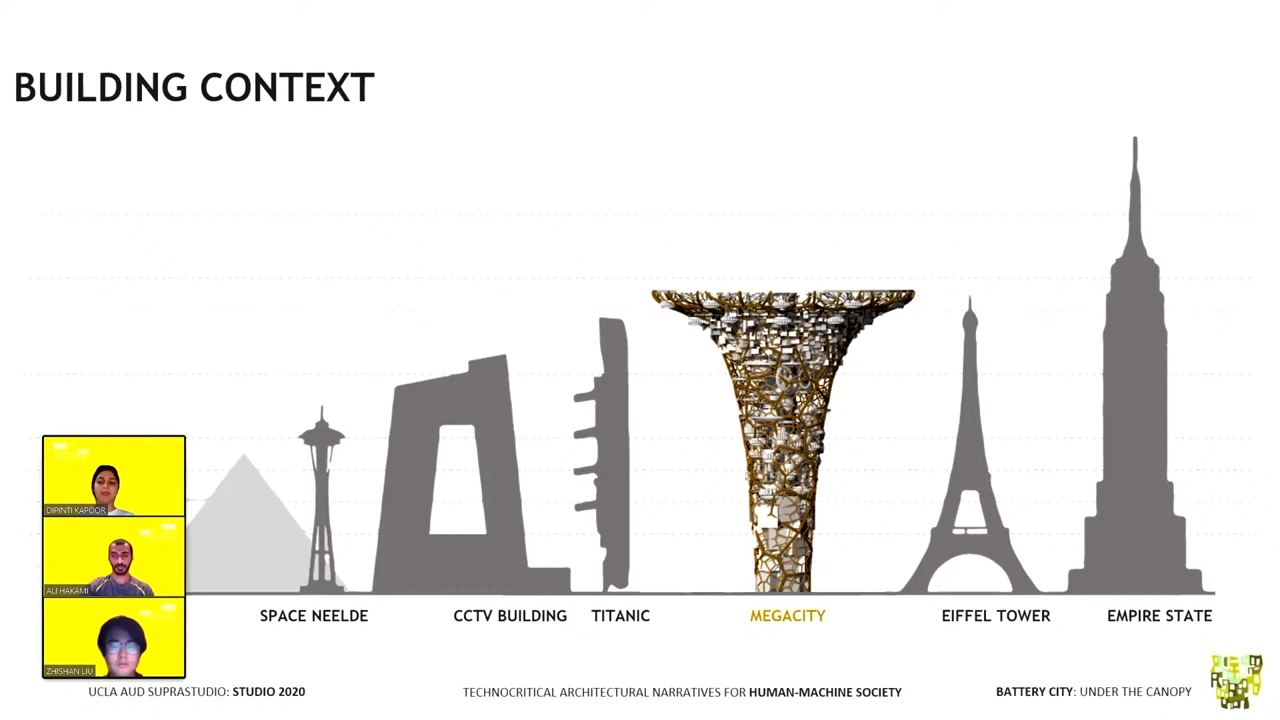 BUILDING CONTEXT
DIPINTI KAPOOR
ALI HAKAMI
ZHISHAN LIU
SPACE NEELDE
CCTV BUILDING
TITANIC
MEGACITY
EIFFEL TOWER
EMPIRE STATE
UCLA AUD SUPRASTUDIO: STUDIO 2020
TECHNOCRITICAL ARCHITECTURAL NARRATIVES FOR HUMAN-MACHINE SOCIETY
BATTERY CITY: UNDER THE CANOPY